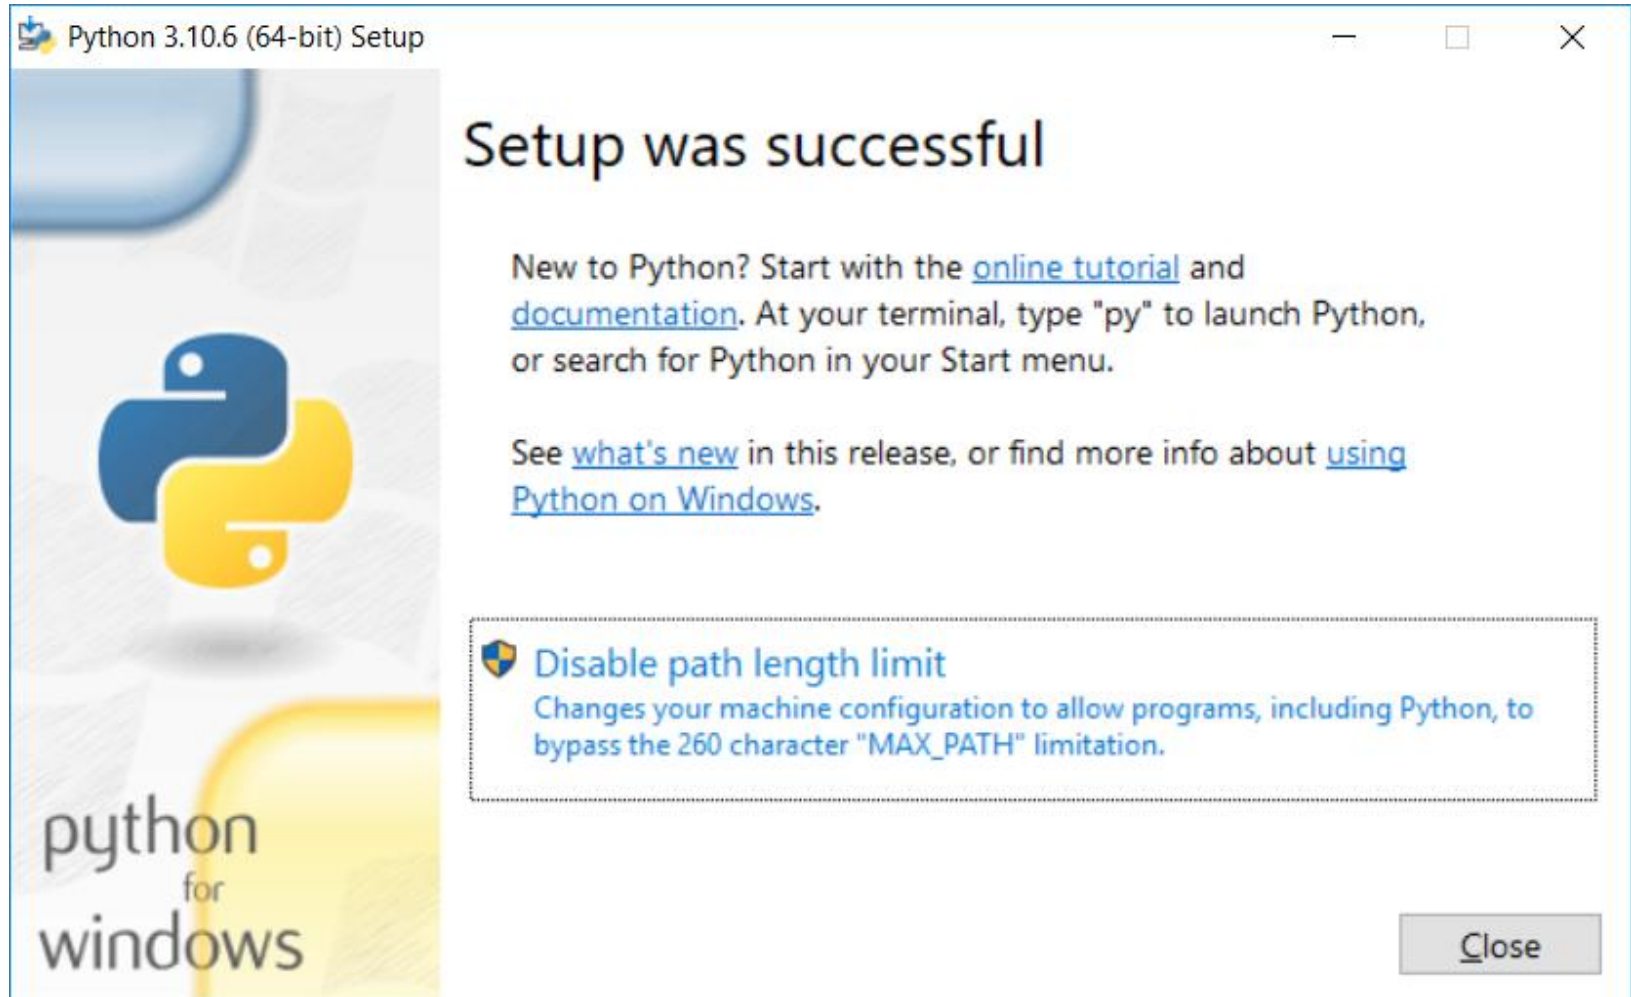 Python 3.10.6 (64-bit) Setup
Setup was successful
New to Python? Start with the online tutorial and
documentation. At your terminal, type "py" to launch Python,
or search for Python in your Start menu.
See what's new in this release, or find more info about using
Python on Windows.
Disable path length limit
Changes your machine configuration to allow programs, including Python, to
bypass the 260 character "MAX_PATH" limitation.
python
for
windows
Close